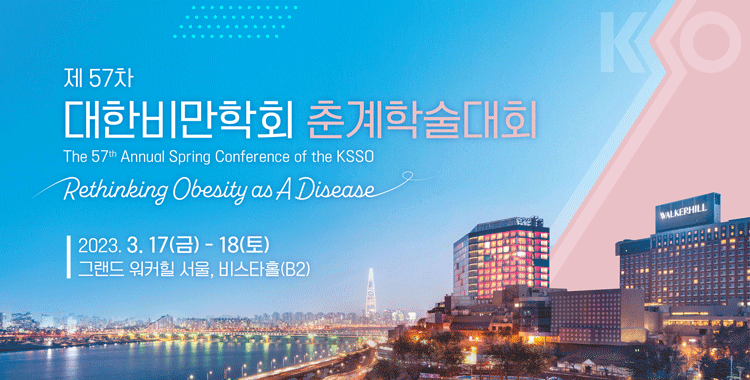 KSSO
제 57차
대한비만학회 춘계학술대회
The 57th Annual Spring Conference of the KSSO
Rethinking Obesity as A Disease
2023. 3. 17(금) - 18(토)
그랜드 워커힐 서울, 비스타홀(B2)
WALKERHILL